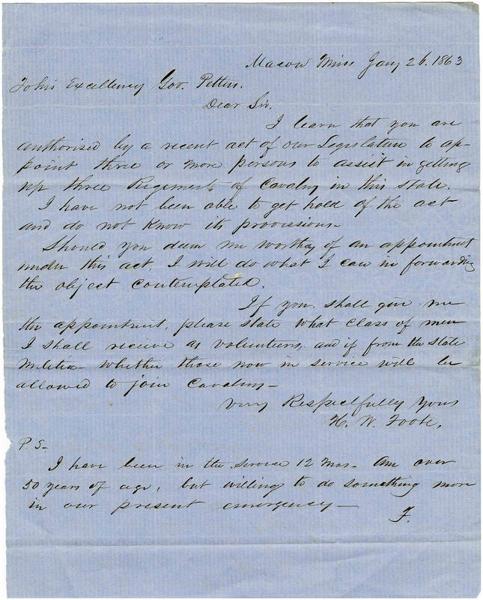 Macon Miss Jany 26. 1863
To his Excellency Gov. Pettus.
Dear Sir.
I learn that you are
authorised by a recent act of our Legislature to ap-
point three or more persons to assist in getting
up three Regiments of Cavalry in this state.
I have not been able to get hold of the act
and do not know its provisions.
Should you deem me worthy of an appointment
under this act, I will do what I can in forwarding
the object contemplated.
If you shall give me
the appointment, please state what class of men
I shall receive as volunteers, and if from the State
Militia whether those now in service will be
allowed to join Cavalry —
Very Respectfully Yours
H. W. Foote.
P S —
I have been in the service 12 mos. Am over
50 years of age, but willing to do something more
in our present emergency —
F.